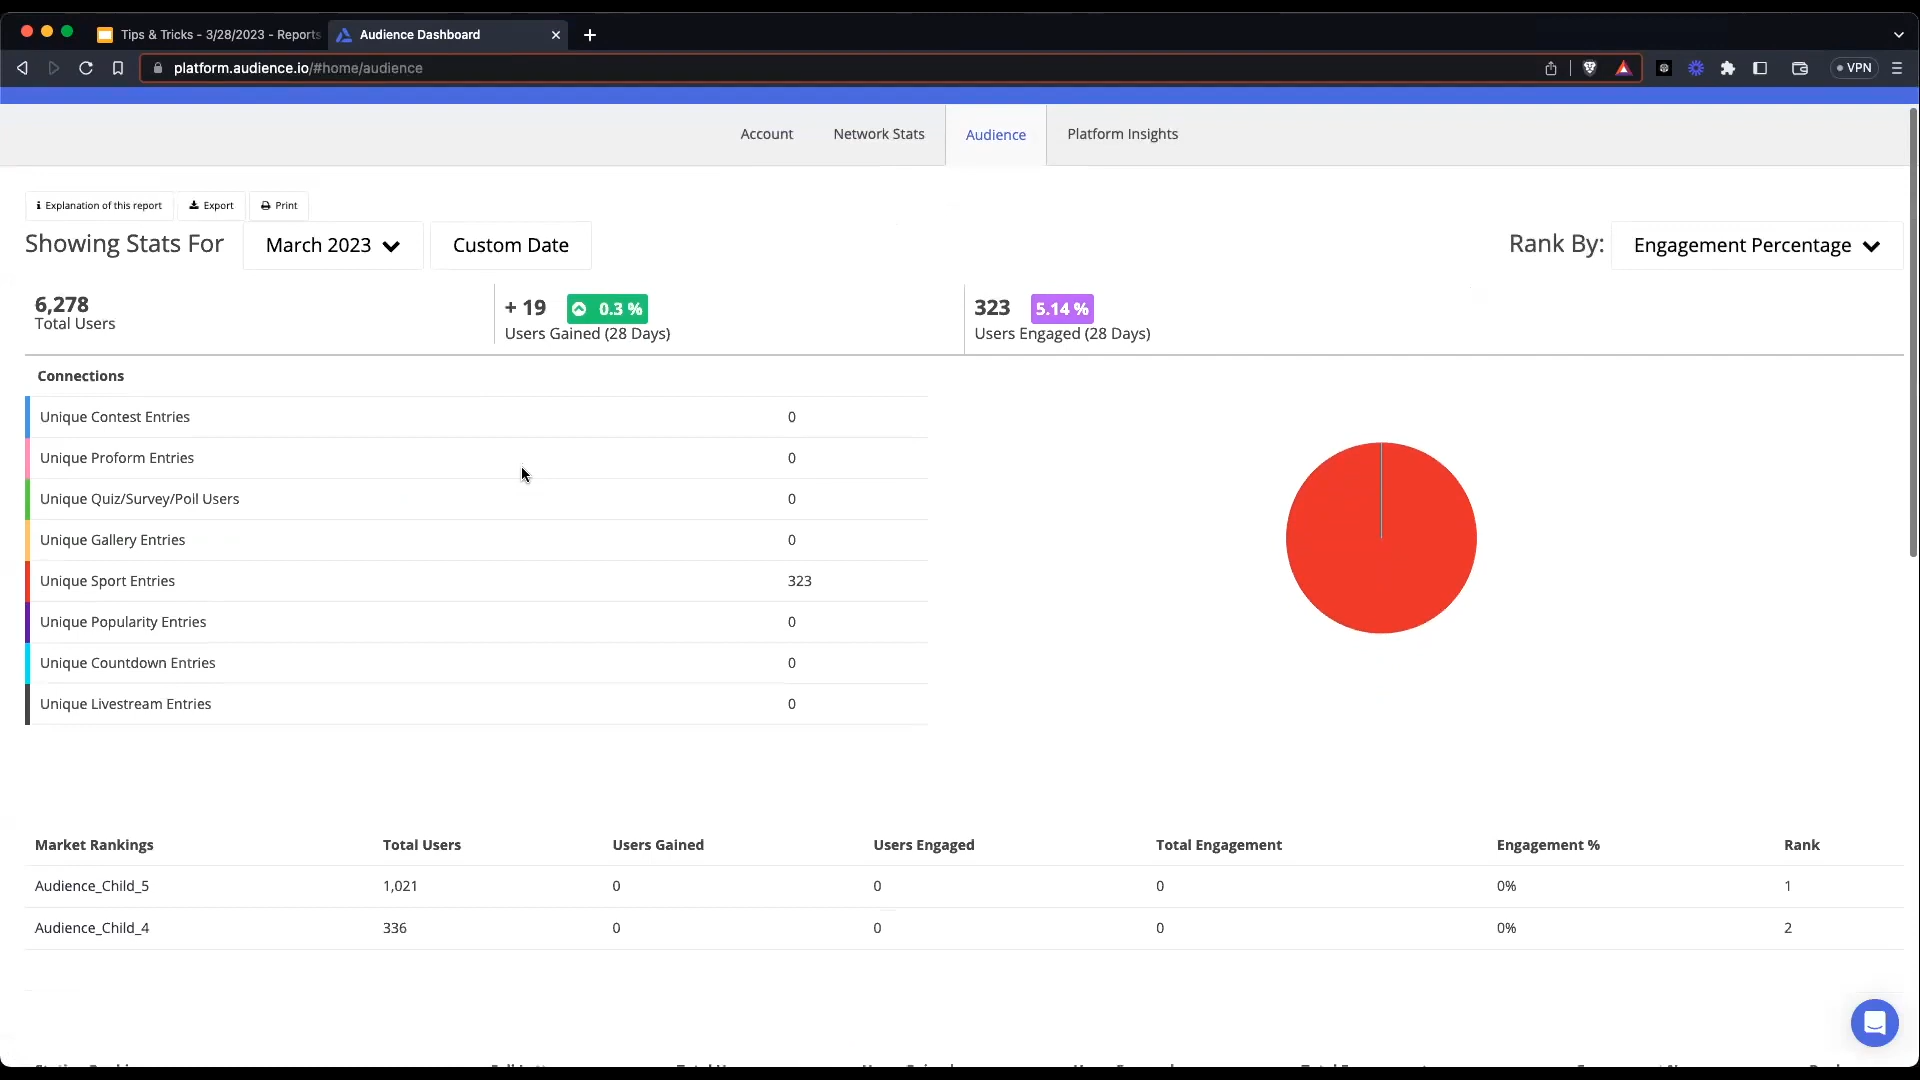 Tips & Tricks - 3/28/2023 - Reports
Audience Dashboard
platform.audience.io/#home/audience
VPN
Account
Network Stats
Audience
Platform Insights
Explanation of this report
Export
Print
Showing Stats For
March 2023
Custom Date
Rank By:
Engagement Percentage
6,278
Total Users
+ 19
0.3 %
Users Gained (28 Days)
323
5.14 %
Users Engaged (28 Days)
Connections
Unique Contest Entries 0
Unique Proform Entries 0
Unique Quiz/Survey/Poll Users 0
Unique Gallery Entries 0
Unique Sport Entries 323
Unique Popularity Entries 0
Unique Countdown Entries 0
Unique Livestream Entries 0
Market Rankings Total Users Users Gained Users Engaged Total Engagement Engagement % Rank
Audience_Child_5 1,021 0 0 0 0% 1
Audience_Child_4 336 0 0 0 0% 2